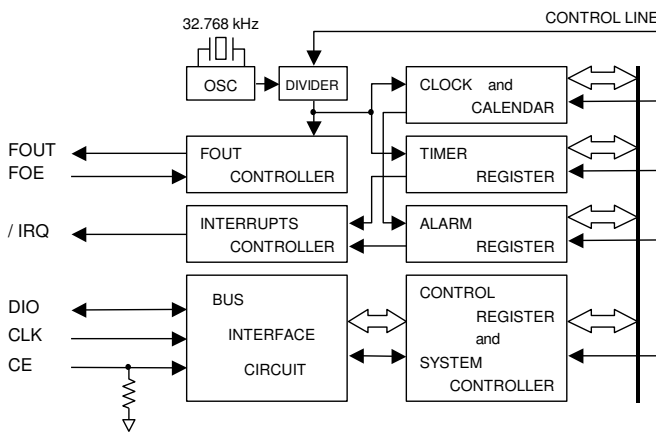 32.768 kHz
CONTROL LINE
OSC
DIVIDER
CLOCK and
CALENDAR
FOUT
FOE
FOUT
CONTROLLER
TIMER
REGISTER
/ IRQ
INTERRUPTS
CONTROLLER
ALARM
REGISTER
DIO
CLK
CE
BUS
INTERFACE
CIRCUIT
CONTROL
REGISTER
and
SYSTEM
CONTROLLER